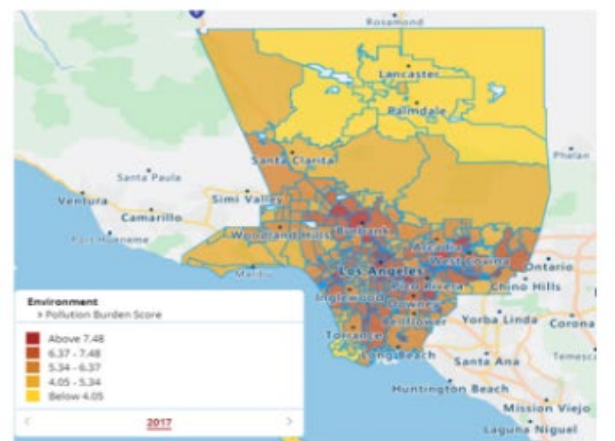 Rosamond
Lancaster
Palmdale
Phelan
Santa Clarita
Santa Paula
Ventura
Simi Valley
Camarillo
Port Hueneme
Woodland Hills
Burbank
Arcadia
West Covina
Malibu
Los Angeles
Ontario
Pico Rivera
Chino Hills
Inglewood
Downey
Bellflower
Yorba Linda
Corona
Torrance
Long Beach
Santa Ana
Temesc
Huntington Beach
Mission Viejo
Laguna Niguel
Environment
> Pollution Burden Score
Above 7.48
6.37 - 7.48
5.34 - 6.37
4.05 - 5.34
Below 4.05
< 2017 >